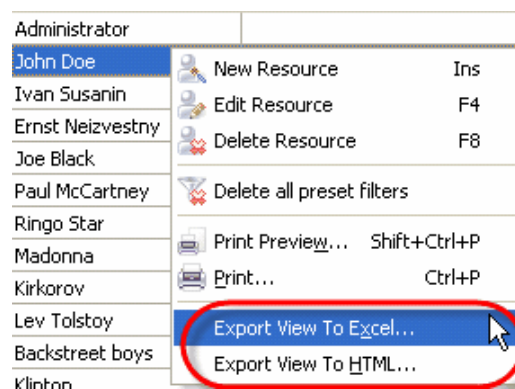 Administrator
John Doe
Ivan Susanin
Ernst Neizvestny
Joe Black
Paul McCartney
Ringo Star
Madonna
Kirkorov
Lev Tolstoy
Backstreet boys
Klinton
New Resource Ins
Edit Resource F4
Delete Resource F8
Delete all preset filters
Print Preview... Shift+Ctrl+P
Print... Ctrl+P
Export View To Excel...
Export View To HTML...